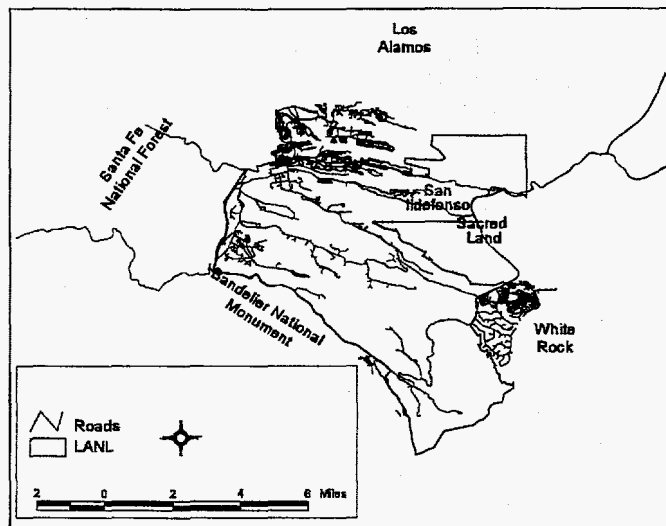 Los
Alamos
Santa Fe
National Forest
San
Ildefonso
Sacred
Land
Bandelier National
Monument
White
Rock
Roads
LANL
2 0 2 4 6 Miles